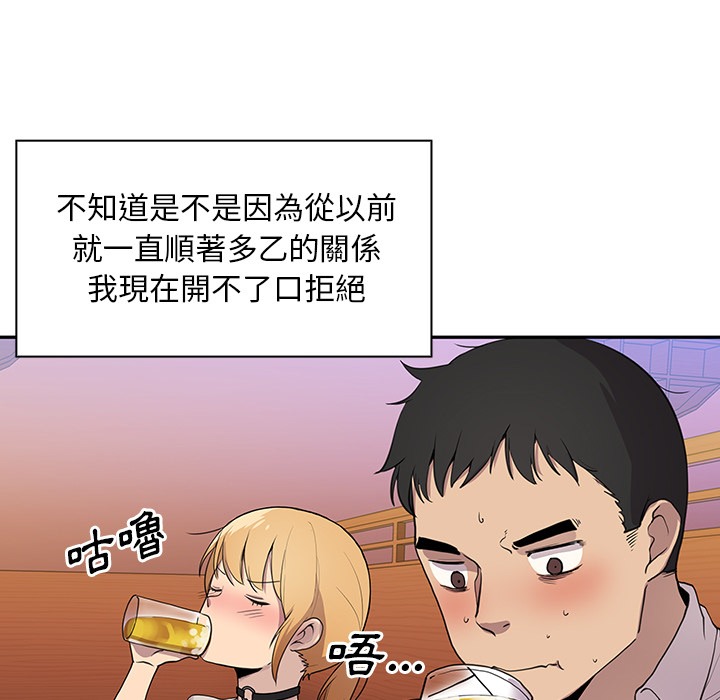 不知道是不是因為從以前
就一直順著多乙的關係
我現在開不了口拒絕
咕嚕
唔…